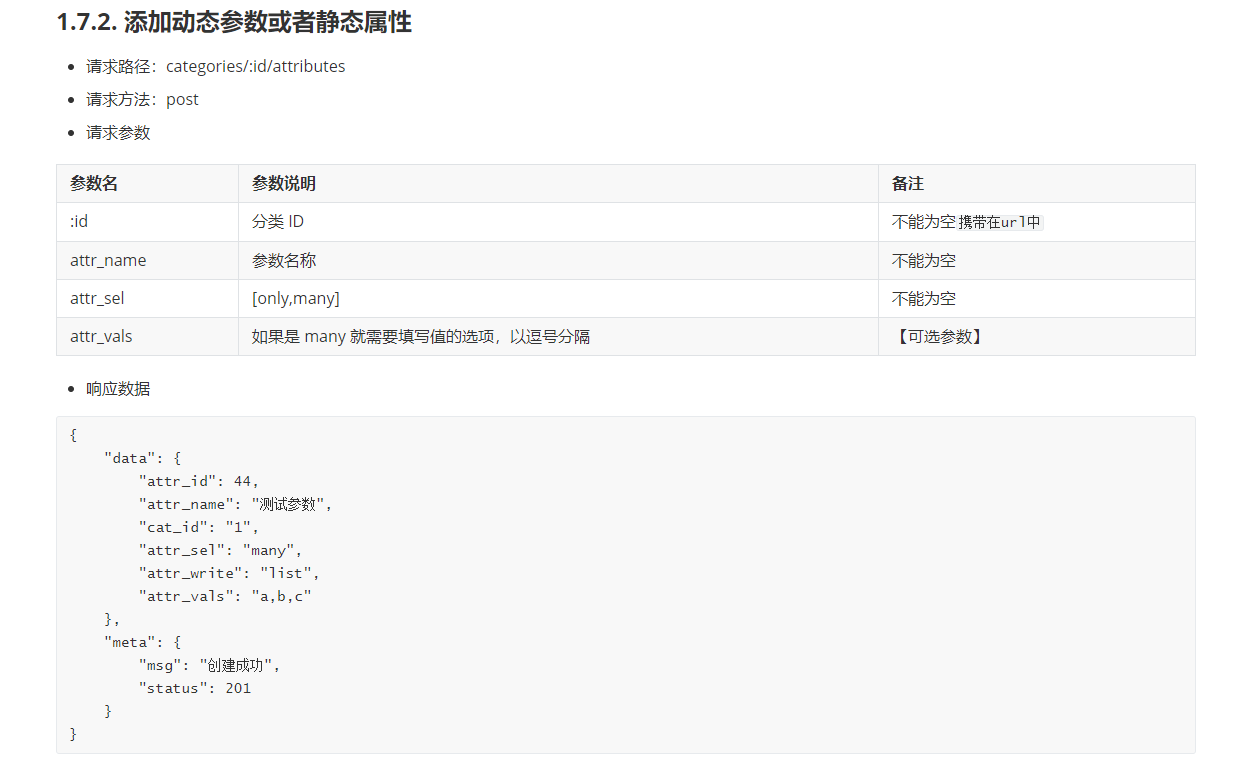 1.7.2. 添加动态参数或者静态属性
• 请求路径：categories/:id/attributes
• 请求方法：post
• 请求参数
参数名 参数说明 备注
:id 分类 ID 不能为空携带在url中
attr_name 参数名称 不能为空
attr_sel [only,many] 不能为空
attr_vals 如果是 many 就需要填写值的选项，以逗号分隔 【可选参数】
• 响应数据
{
    "data": {
        "attr_id": 44,
        "attr_name": "测试参数",
        "cat_id": "1",
        "attr_sel": "many",
        "attr_write": "list",
        "attr_vals": "a,b,c"
    },
    "meta": {
        "msg": "创建成功",
        "status": 201
    }
}